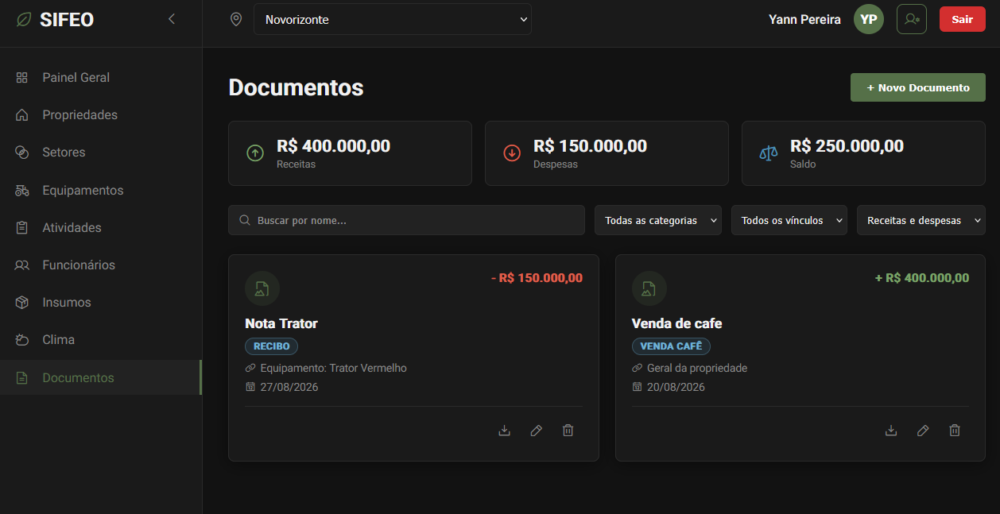 SIFEO
Novorizonte
Yann Pereira
YP
Sair
Painel Geral
Propriedades
Setores
Equipamentos
Atividades
Funcionários
Insumos
Clima
Documentos
Documentos
+ Novo Documento
R$ 400.000,00
Receitas
R$ 150.000,00
Despesas
R$ 250.000,00
Saldo
Buscar por nome...
Todas as categorias
Todos os vínculos
Receitas e despesas
- R$ 150.000,00
Nota Trator
RECIBO
Equipamento: Trator Vermelho
27/08/2026
+ R$ 400.000,00
Venda de cafe
VENDA CAFÊ
Geral da propriedade
20/08/2026